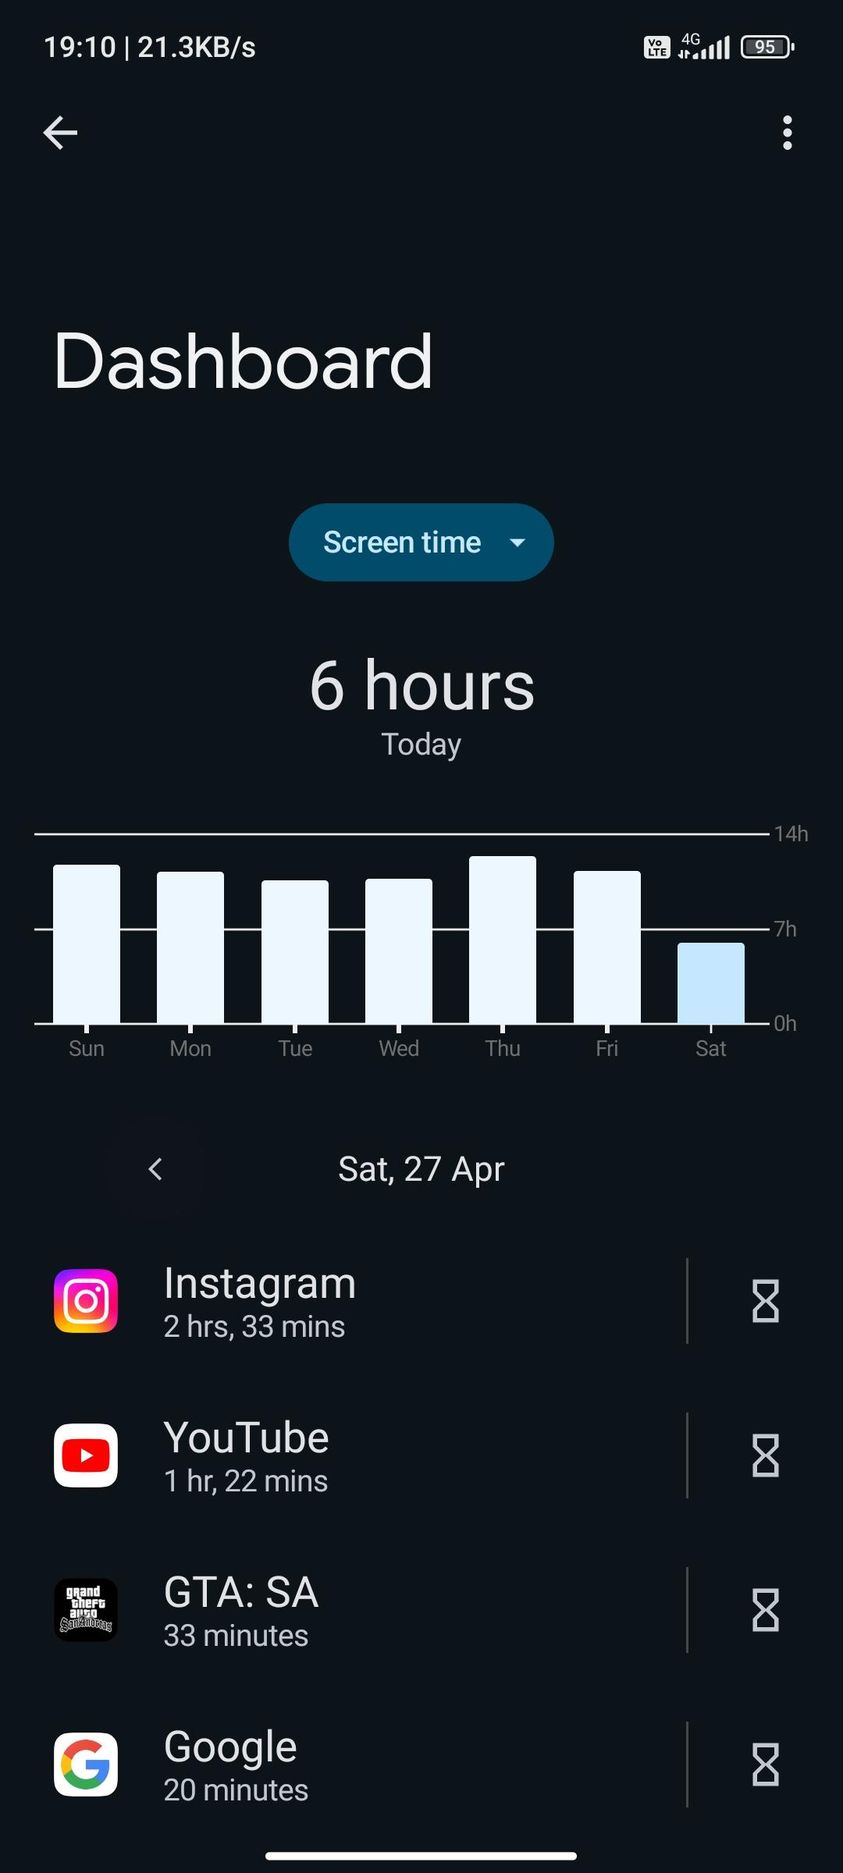 19:10 | 21.3KB/s
Vo LTE 4G 95
Dashboard
Screen time
6 hours
Today
14h
7h
0h
Sun Mon Tue Wed Thu Fri Sat
Sat, 27 Apr
Instagram
2 hrs, 33 mins
YouTube
1 hr, 22 mins
grand
theft
auto
San Andreas
GTA: SA
33 minutes
Google
20 minutes